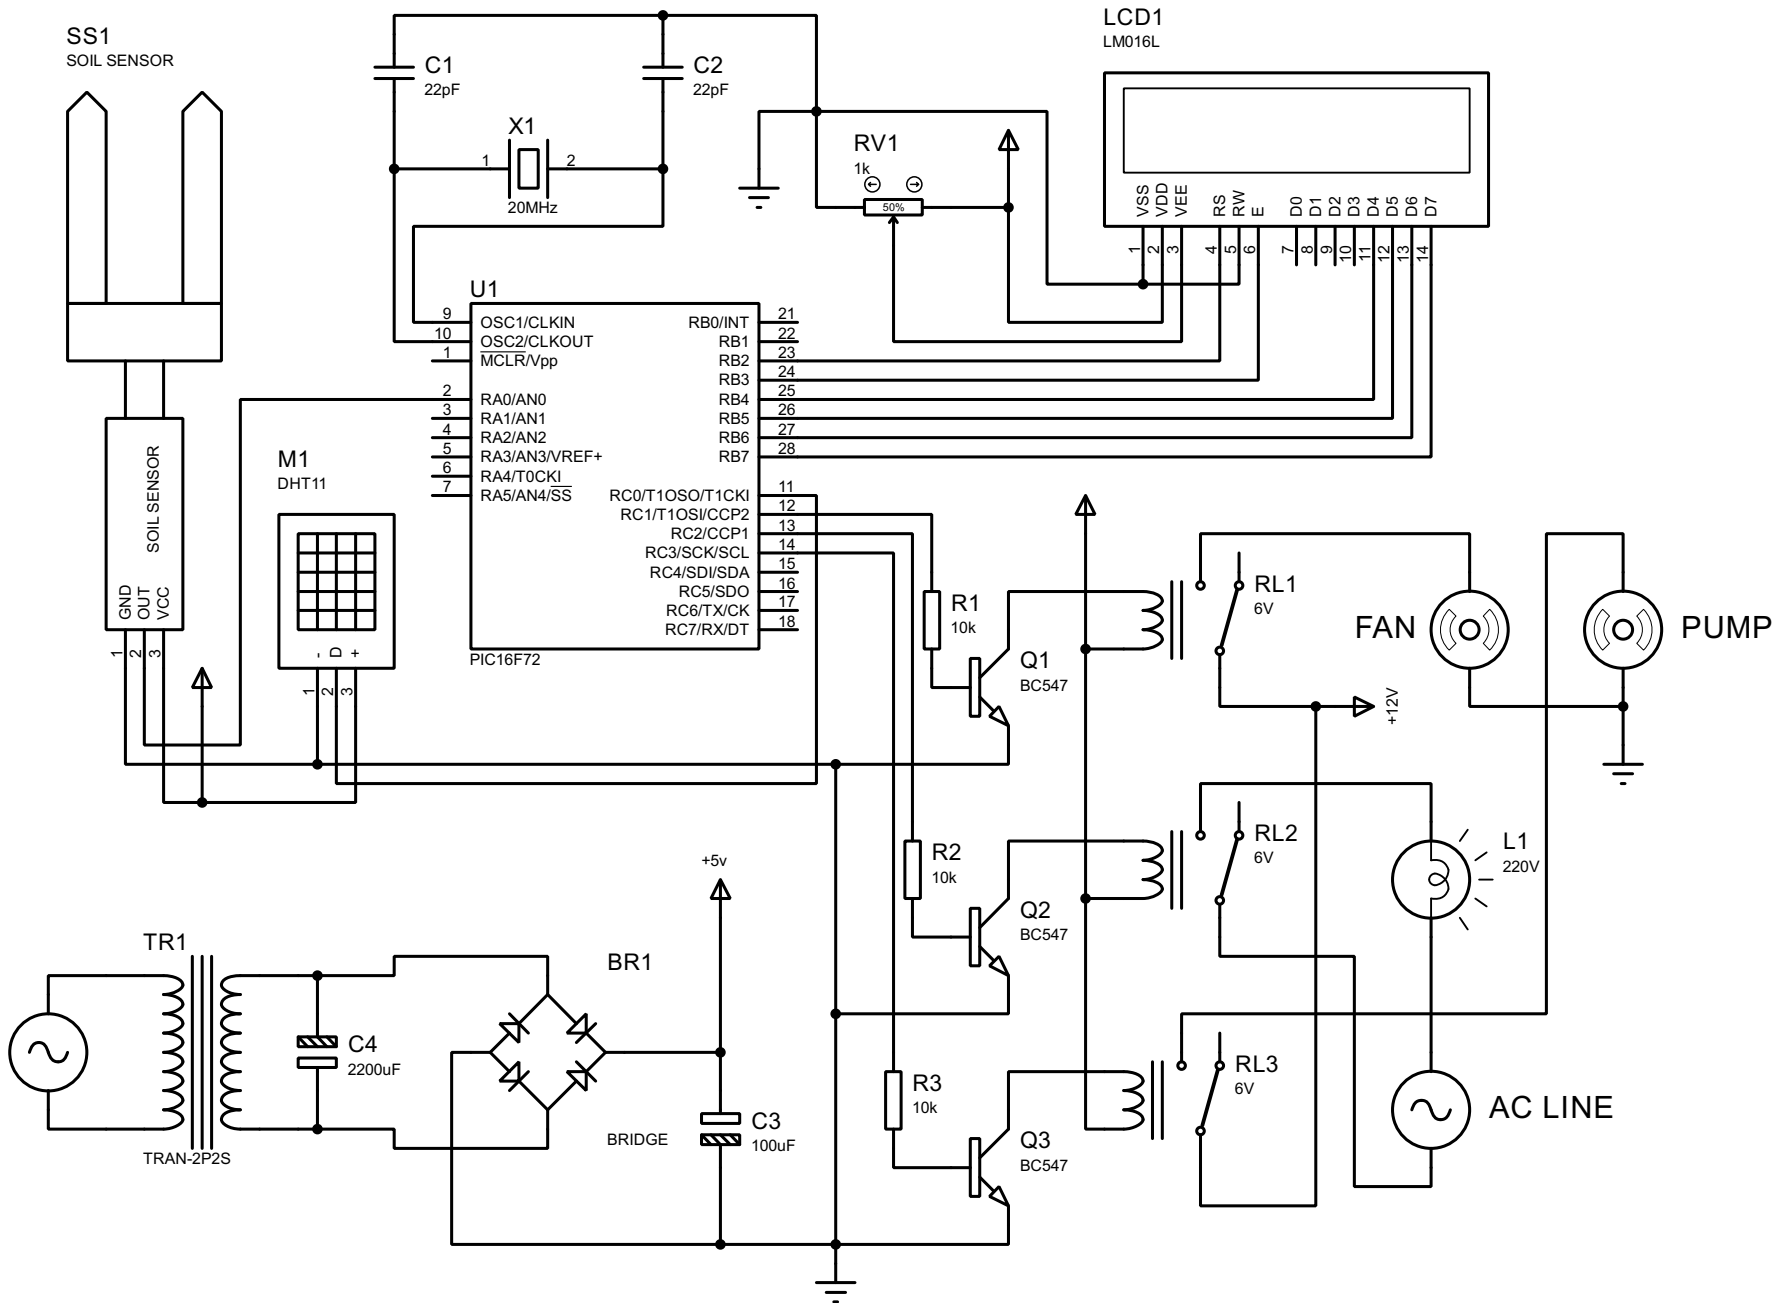 SS1
SOIL SENSOR
C1
22pF
C2
22pF
X1
1
2
20MHz
RV1
1k
50%
LCD1
LM016L
VSS
VDD
VEE
RS
RW
E
D0
D1
D2
D3
D4
D5
D6
D7
1
2
3
4
5
6
7
8
9
10
11
12
13
14
U1
9 OSC1/CLKIN
10 OSC2/CLKOUT
1 MCLR/Vpp
2 RA0/AN0
3 RA1/AN1
4 RA2/AN2
5 RA3/AN3/VREF+
6 RA4/T0CKI
7 RA5/AN4/SS
RB0/INT 21
RB1 22
RB2 23
RB3 24
RB4 25
RB5 26
RB6 27
RB7 28
RC0/T1OSO/T1CKI 11
RC1/T1OSI/CCP2 12
RC2/CCP1 13
RC3/SCK/SCL 14
RC4/SDI/SDA 15
RC5/SDO 16
RC6/TX/CK 17
RC7/RX/DT 18
PIC16F72
SOIL SENSOR
GND
OUT
VCC
1
2
3
M1
DHT11
- D +
1
2
3
R1
10k
Q1
BC547
RL1
6V
FAN
PUMP
+12V
R2
10k
Q2
BC547
RL2
6V
L1
220V
R3
10k
Q3
BC547
RL3
6V
AC LINE
TR1
TRAN-2P2S
C4
2200uF
BR1
BRIDGE
+5v
C3
100uF